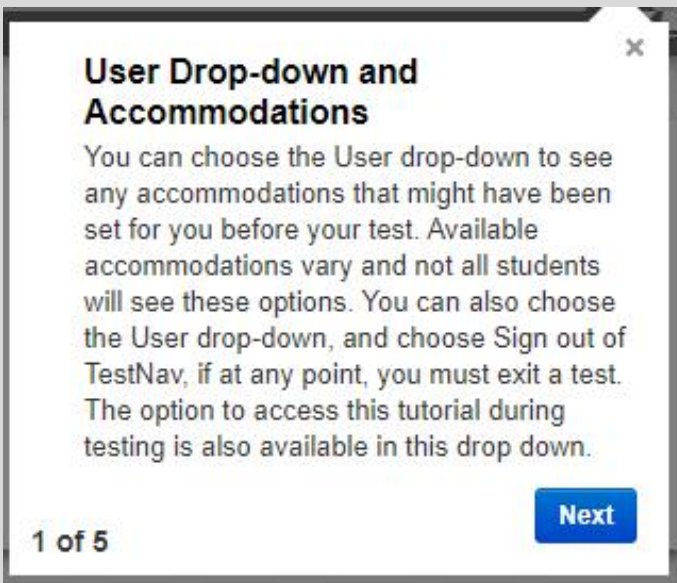 ×
User Drop-down and
Accommodations
You can choose the User drop-down to see
any accommodations that might have been
set for you before your test. Available
accommodations vary and not all students
will see these options. You can also choose
the User drop-down, and choose Sign out of
TestNav, if at any point, you must exit a test.
The option to access this tutorial during
testing is also available in this drop down.
Next
1 of 5